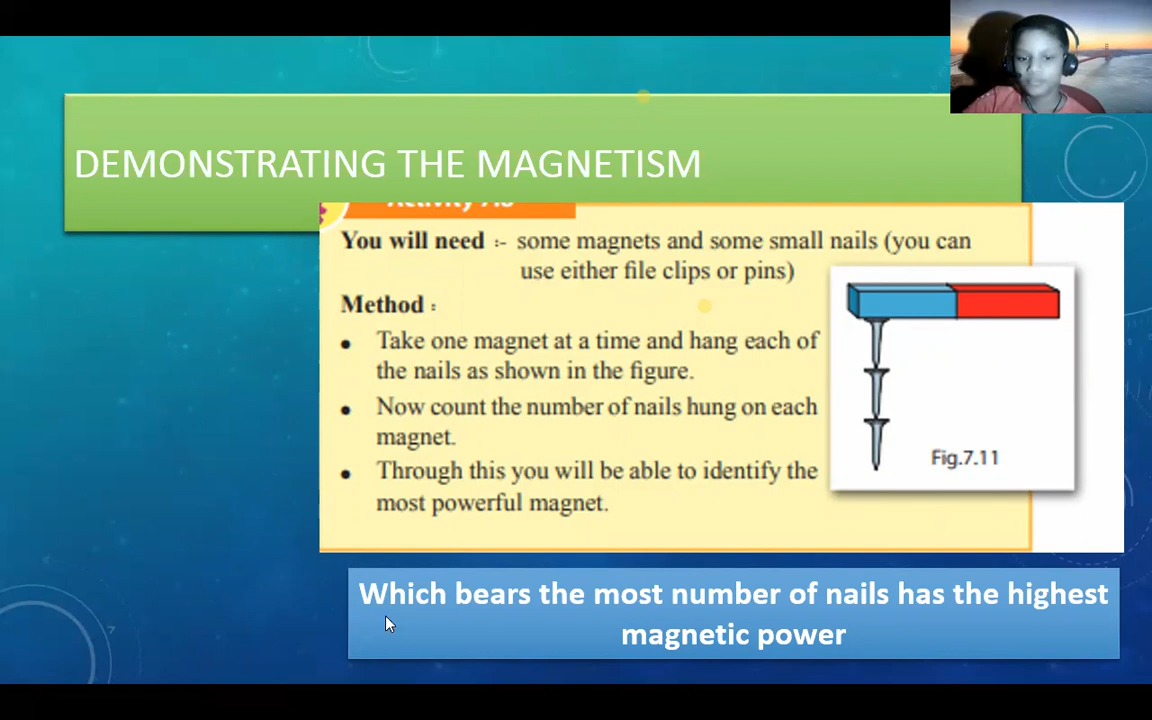 DEMONSTRATING THE MAGNETISM
You will need :- some magnets and some small nails (you can
use either file clips or pins)
Method :
• Take one magnet at a time and hang each of
the nails as shown in the figure.
• Now count the number of nails hung on each
magnet.
• Through this you will be able to identify the
most powerful magnet.
Fig.7.11
Which bears the most number of nails has the highest
magnetic power